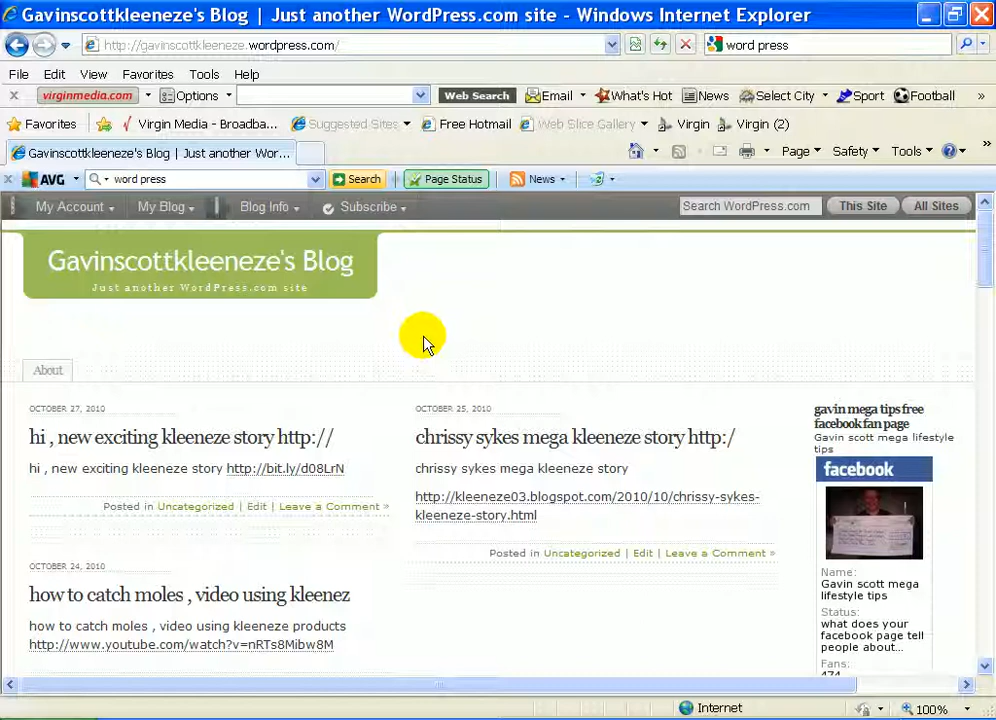 Gavinscottkleeneze's Blog | Just another WordPress.com site - Windows Internet Explorer
http://gavinscottkleeneze.wordpress.com/
word press
File Edit View Favorites Tools Help
virginmedia.com Options Web Search Email What's Hot News Select City Sport Football »
Favorites Virgin Media - Broadba... Suggested Sites Free Hotmail Web Slice Gallery Virgin Virgin (2)
Gavinscottkleeneze's Blog | Just another Wor... Page Safety Tools »
AVG word press Search Page Status News
My Account My Blog Blog Info Subscribe Search WordPress.com This Site All Sites
Gavinscottkleeneze's Blog
Just another WordPress.com site
About
OCTOBER 27, 2010
hi , new exciting kleeneze story http://
hi , new exciting kleeneze story http://bit.ly/d08LrN
Posted in Uncategorized | Edit | Leave a Comment »
OCTOBER 24, 2010
how to catch moles , video using kleenez
how to catch moles , video using kleeneze products
http://www.youtube.com/watch?v=nRTs8Mibw8M
OCTOBER 25, 2010
chrissy sykes mega kleeneze story http:/
chrissy sykes mega kleeneze story
http://kleeneze03.blogspot.com/2010/10/chrissy-sykes-
kleeneze-story.html
Posted in Uncategorized | Edit | Leave a Comment »
gavin mega tips free
facebook fan page
Gavin scott mega lifestyle
tips
facebook
Name:
Gavin scott mega
lifestyle tips
Status:
what does your
facebook page tell
people about...
Fans:
474
Internet 100%